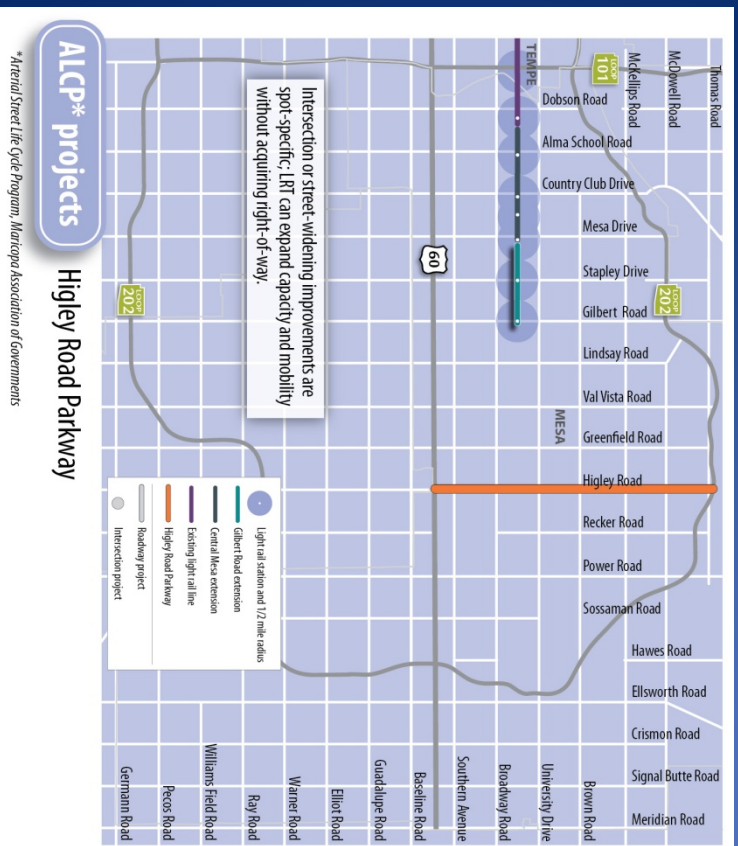 ALCP* projects
Higley Road Parkway
*Arterial Street Life Cycle Program, Maricopa Association of Governments
Thomas Road
McDowell Road
McKellips Road
LOOP
101
TEMPE
Dobson Road
Alma School Road
Country Club Drive
Mesa Drive
Stapley Drive
Gilbert Road
Lindsay Road
Val Vista Road
Greenfield Road
Higley Road
Recker Road
Power Road
Sossaman Road
Hawes Road
Ellsworth Road
Crismon Road
Signal Butte Road
Meridian Road
LOOP
202
MESA
60
LOOP
202
Intersection or street-widening improvements are
spot-specific; LRT can expand capacity and mobility
without acquiring right-of-way.
Brown Road
University Drive
Broadway Road
Southern Avenue
Baseline Road
Guadalupe Road
Elliot Road
Warner Road
Ray Road
Williams Field Road
Pecos Road
Germann Road
Light rail station and 1/2 mile radius
Gilbert Road extension
Central Mesa extension
Existing light rail line
Higley Road Parkway
Roadway project
Intersection project